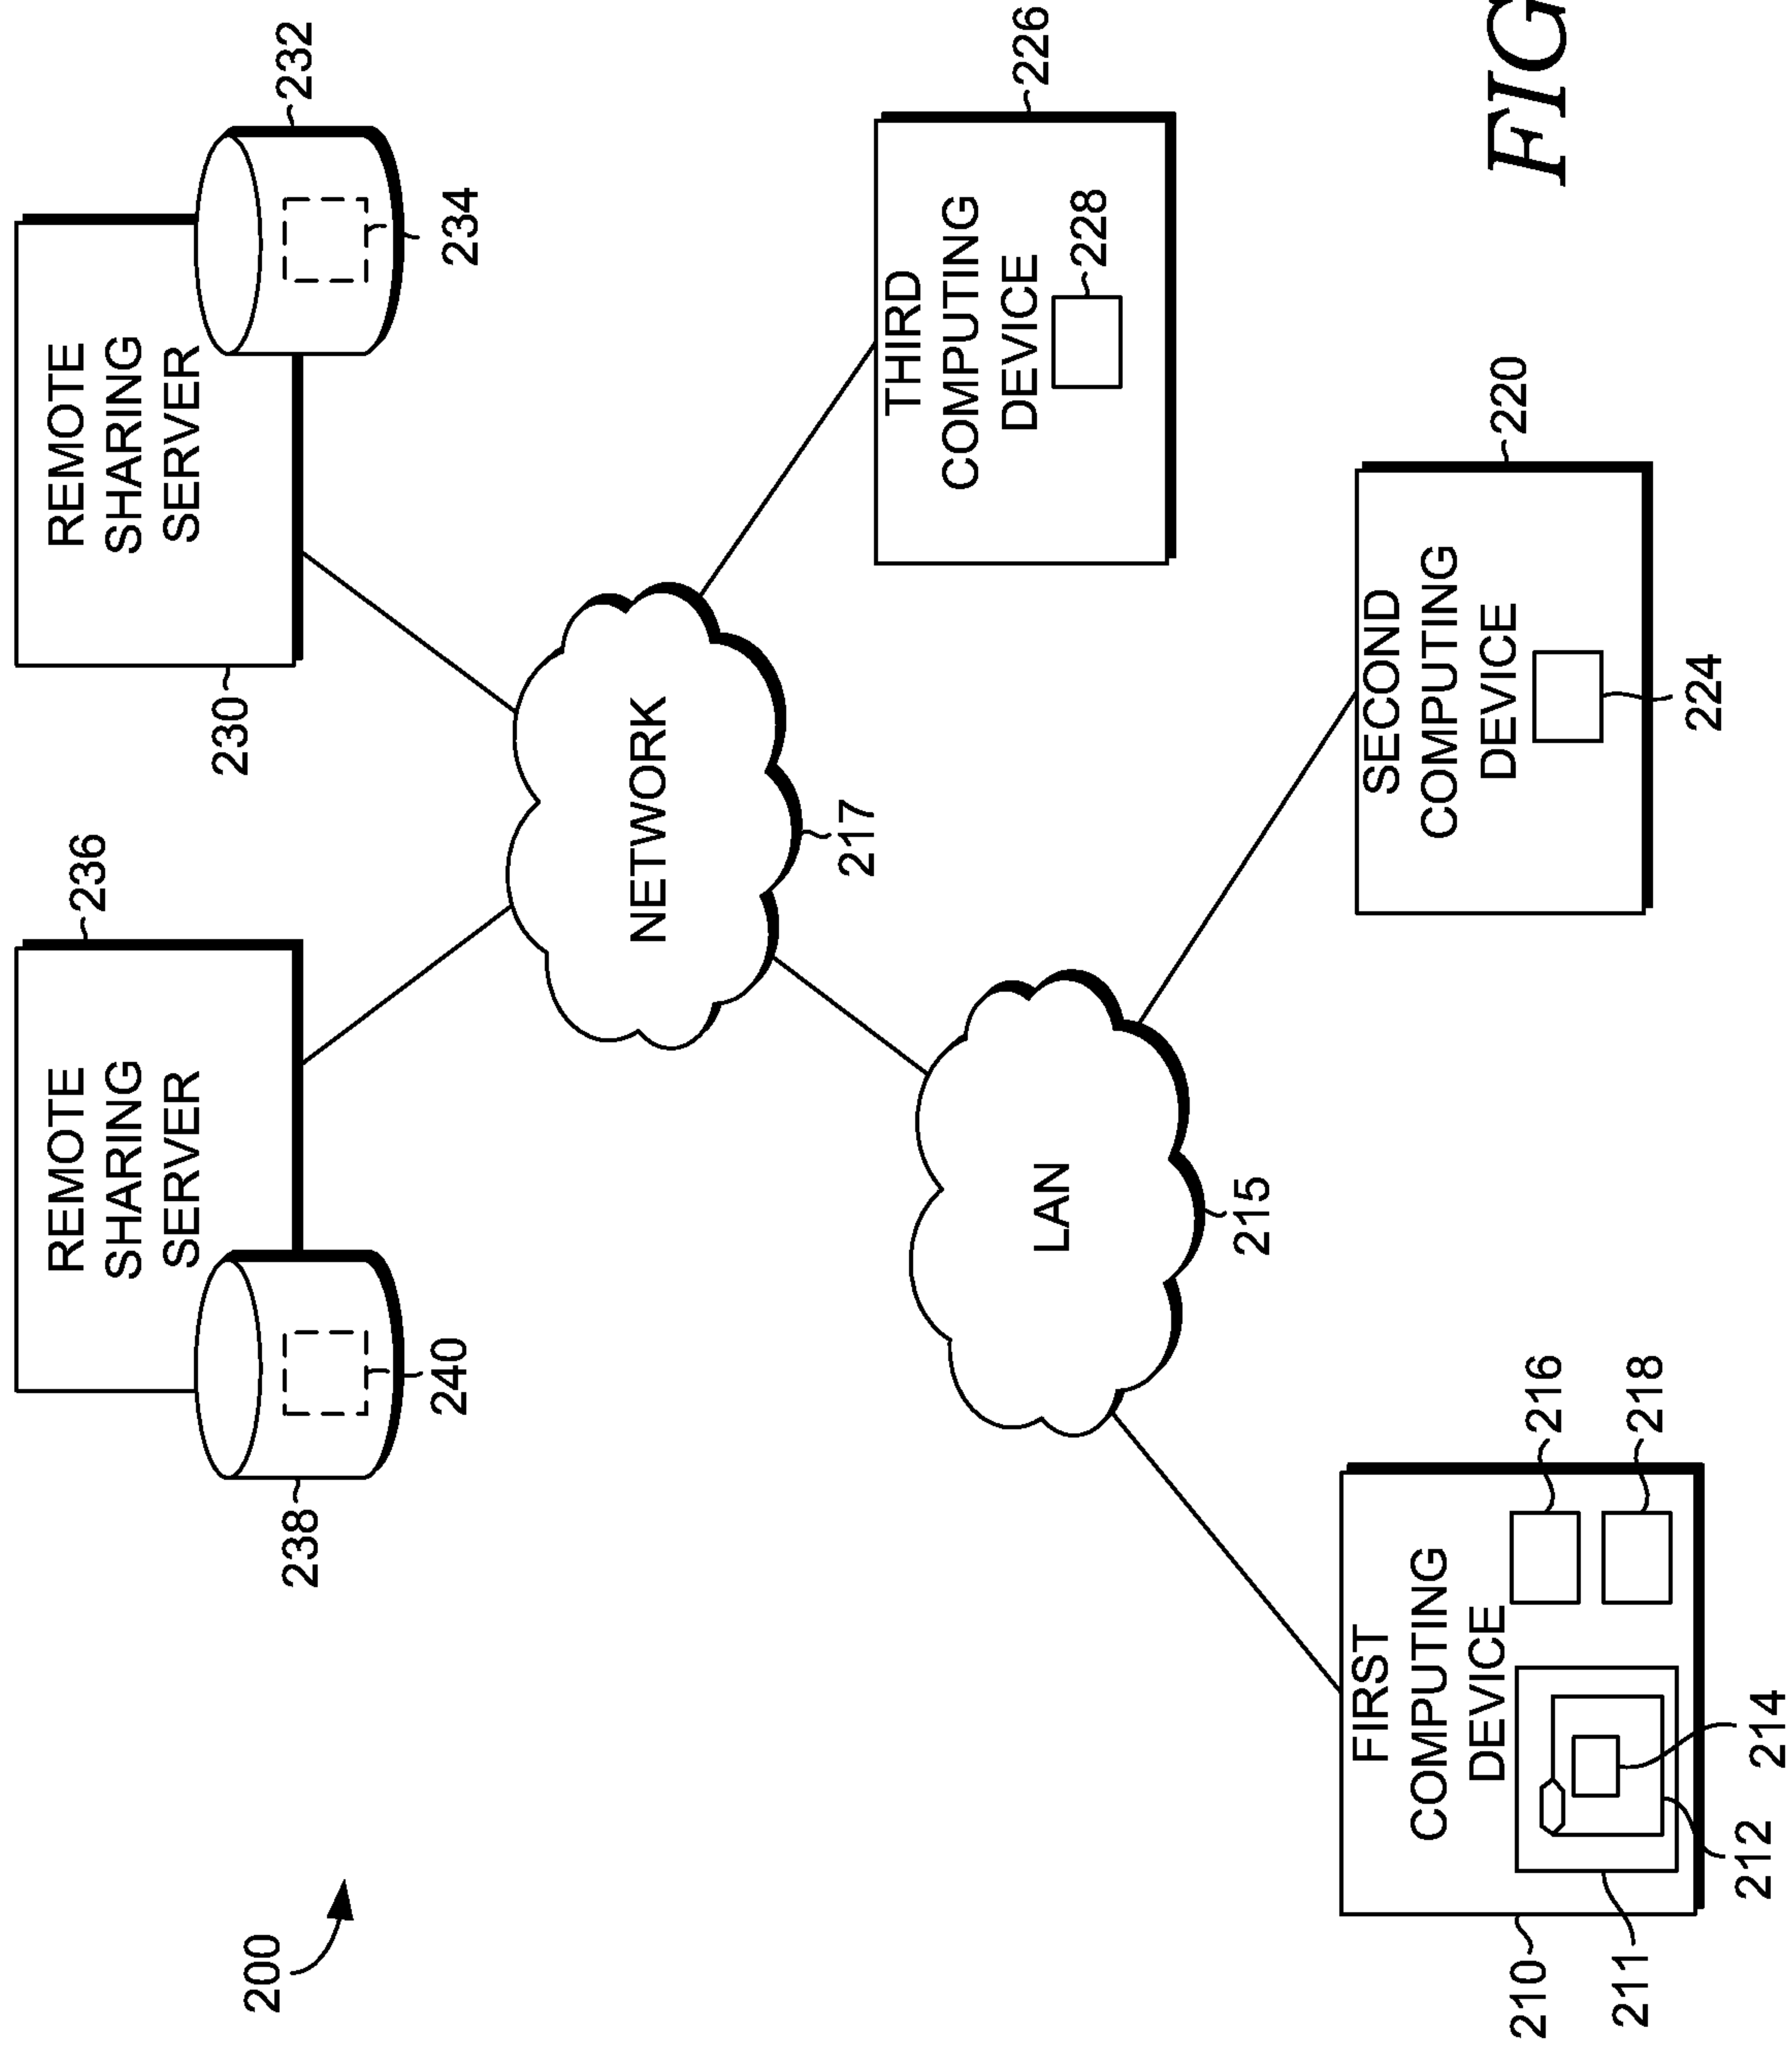 200
REMOTE
SHARING
SERVER
236
238
240
REMOTE
SHARING
SERVER
230
232
234
NETWORK
217
LAN
215
THIRD
COMPUTING
DEVICE
226
228
FIRST
COMPUTING
DEVICE
210
211
212
214
216
218
SECOND
COMPUTING
DEVICE
220
224
FIG